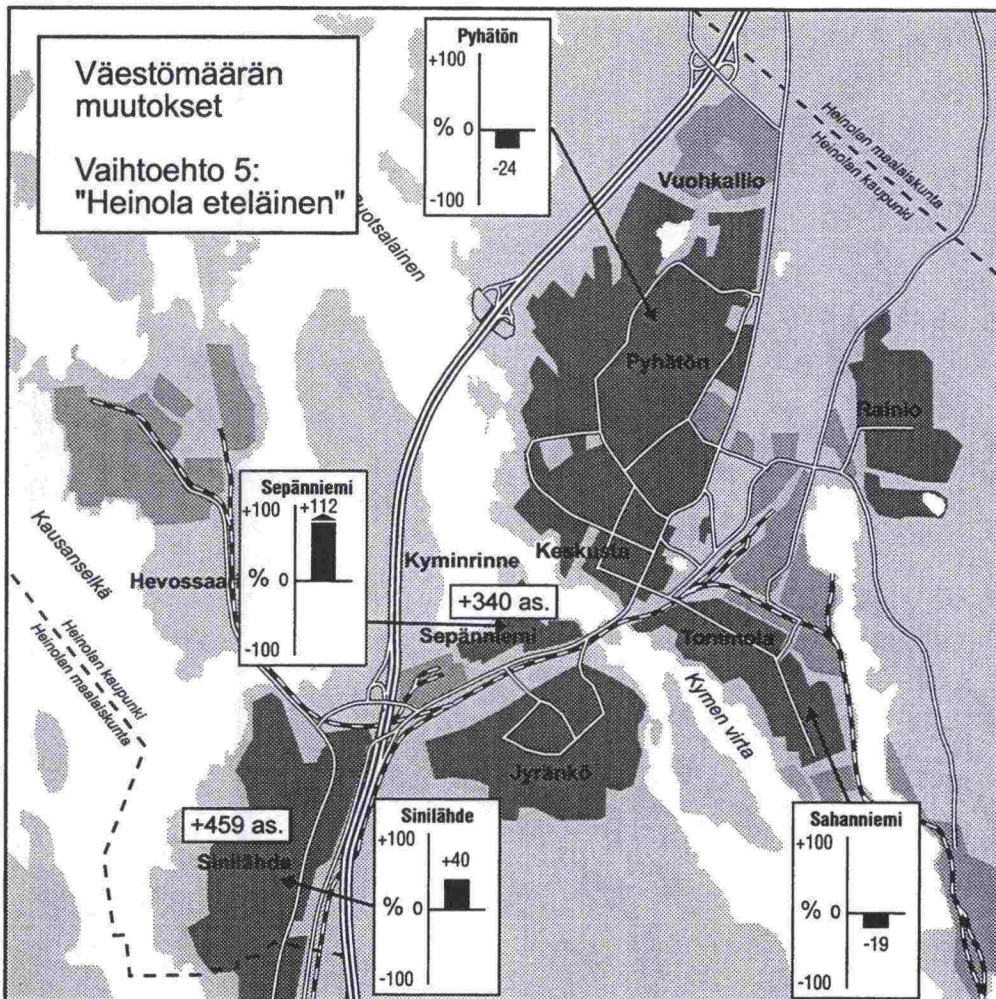 Väestömäärän
muutokset
Vaihtoehto 5:
"Heinola eteläinen"
Pyhätön
+100
% 0
-24
-100
Heinolan maalaiskunta
Heinolan kaupunki
Vuohkallio
Pyhätön
Rainio
Sepänniemi
+100 +112
% 0
-100
Kausanselkä
Hevossaa
Kyminrinne
Keskusta
+340 as.
Sepänniemi
Tommola
Heinolan kaupunki
Heinolan maalaiskunta
Kymen virta
Jyränkö
+459 as.
Sinilähde
Sinilähde
+100
+40
% 0
-100
Sahanniemi
+100
% 0
-19
-100